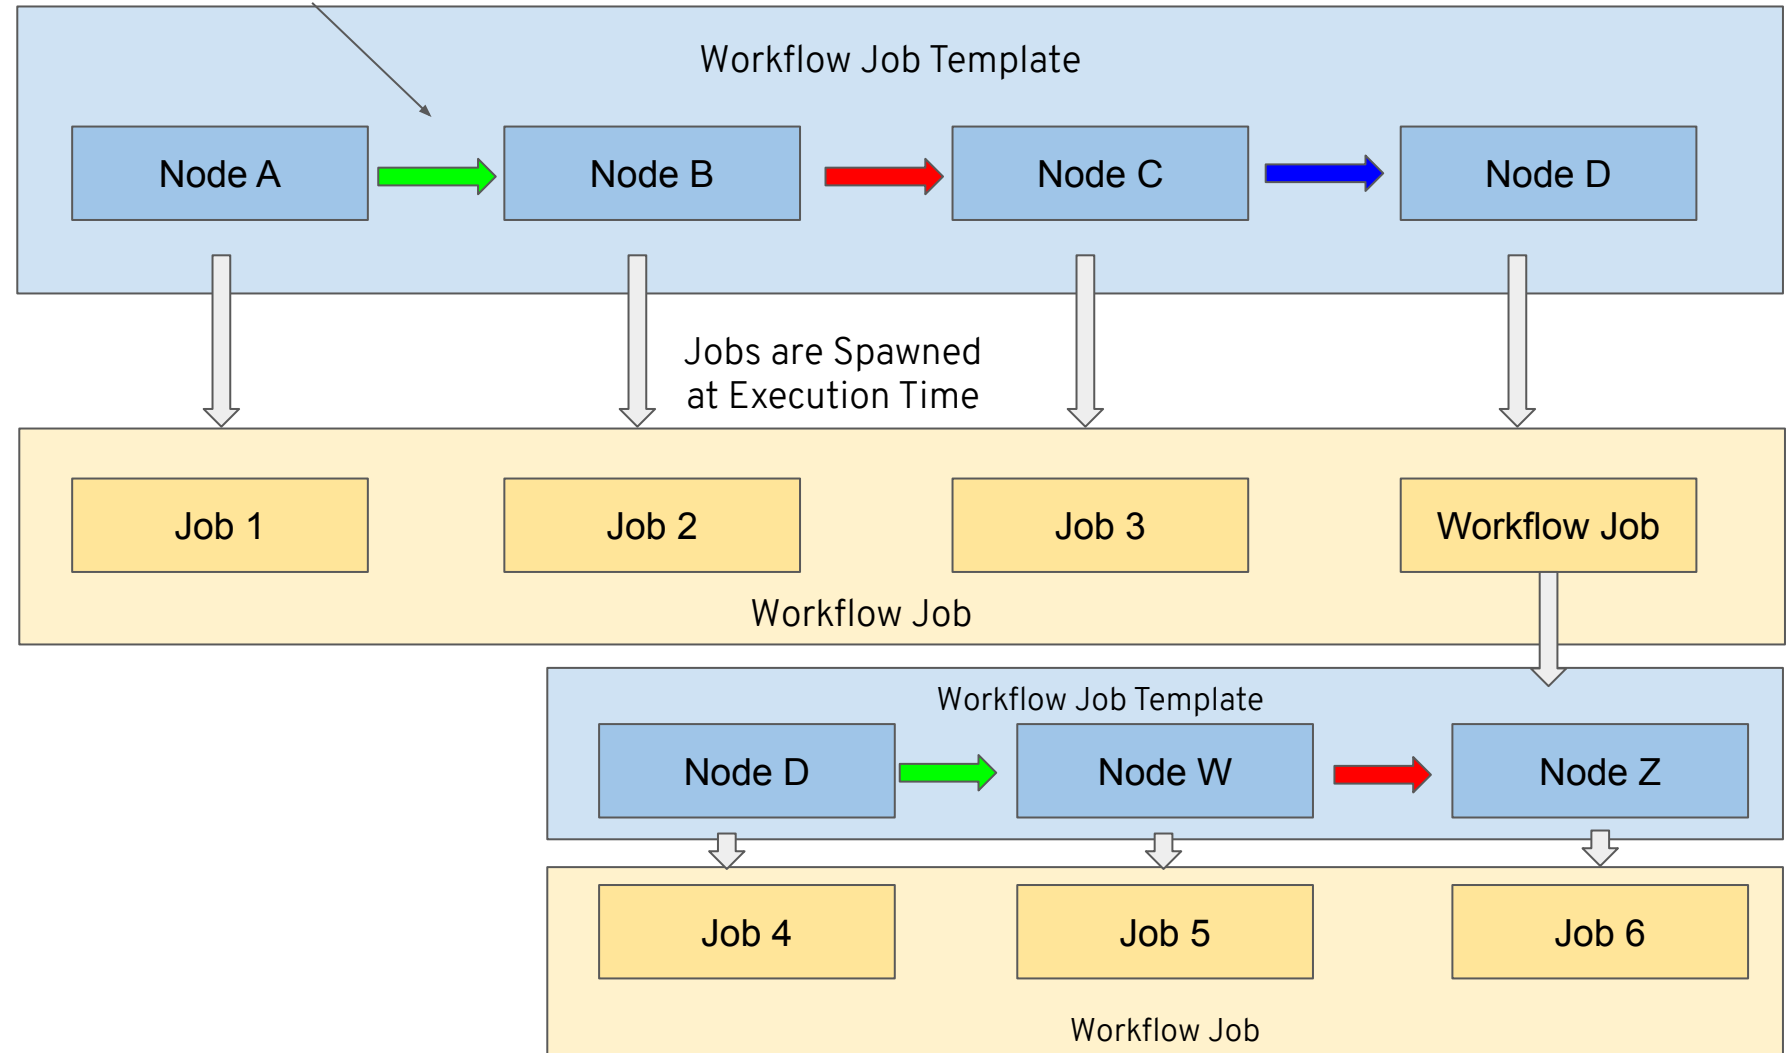 Workflow Job Template
Node A
Node B
Node C
Node D
Jobs are Spawned
at Execution Time
Job 1
Job 2
Job 3
Workflow Job
Workflow Job
Workflow Job Template
Node D
Node W
Node Z
Job 4
Job 5
Job 6
Workflow Job